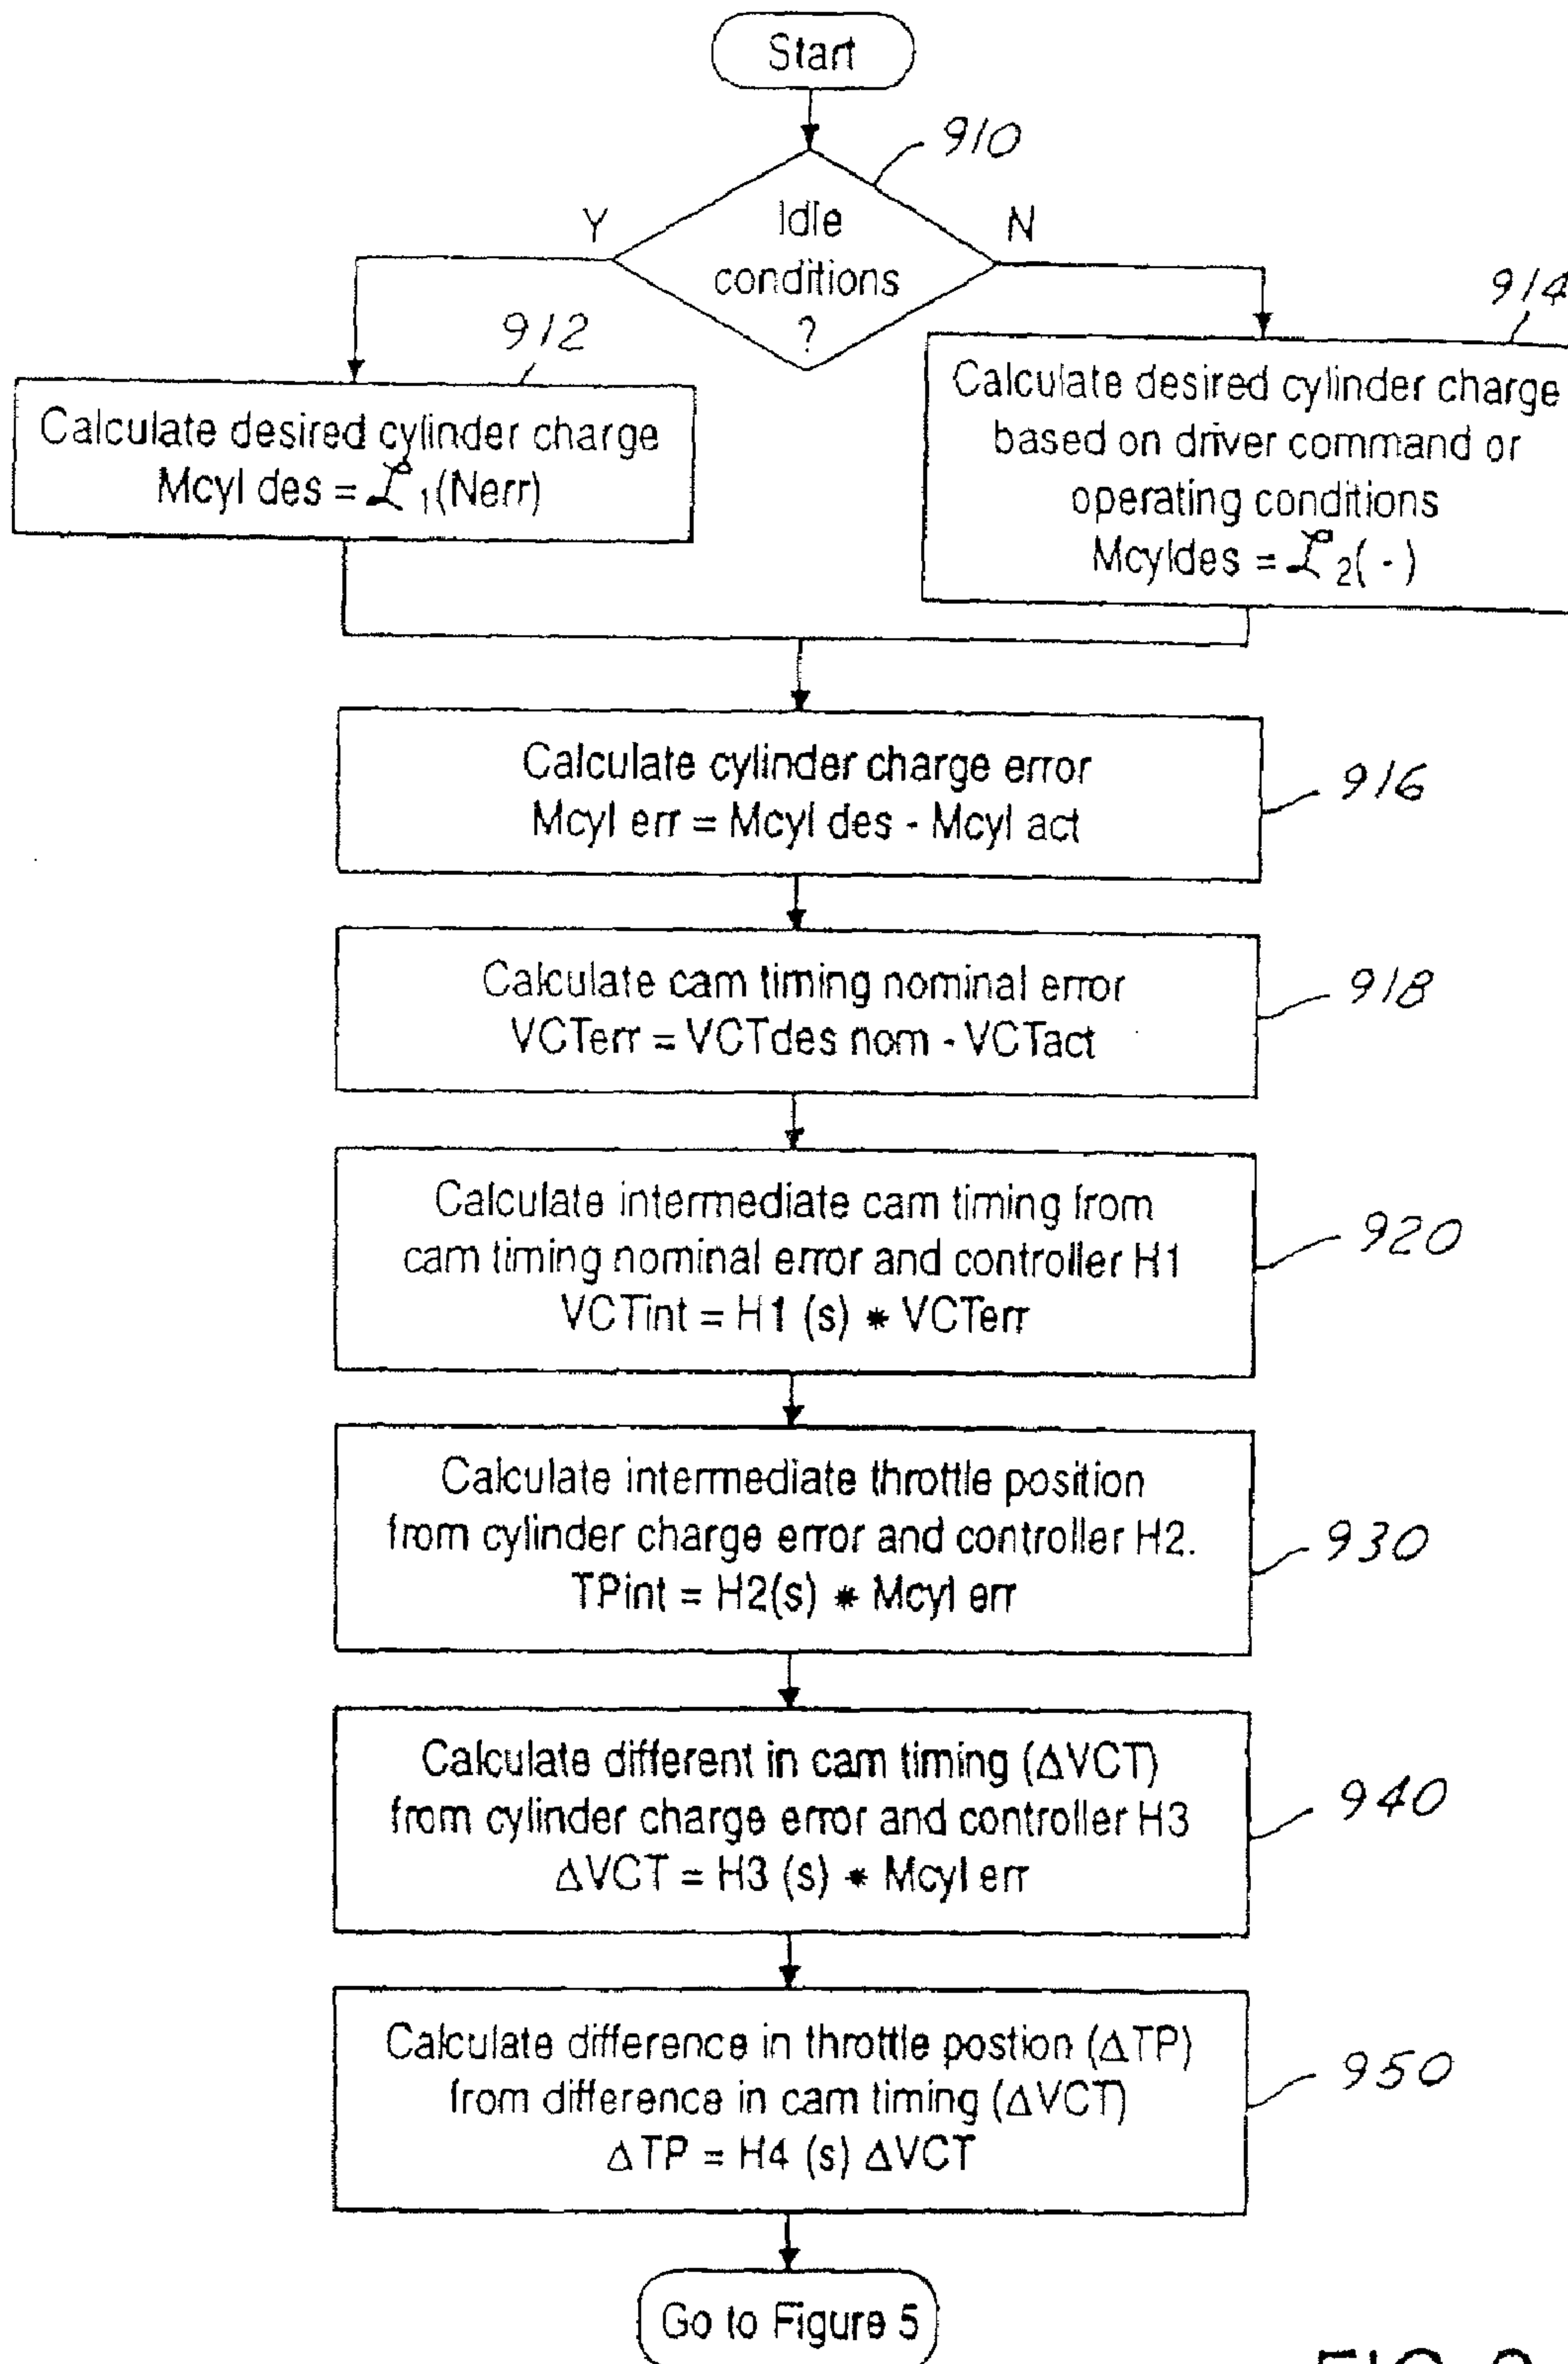 Start
910
Y
Idle
conditions
?
N
912
914
Calculate desired cylinder charge
Mcyl des = ℒ1(Nerr)
Calculate desired cylinder charge
based on driver command or
operating conditions
Mcyldes = ℒ2( - )
Calculate cylinder charge error
Mcyl err = Mcyl des - Mcyl act
916
Calculate cam timing nominal error
VCTerr = VCTdes nom - VCTact
918
Calculate intermediate cam timing from
cam timing nominal error and controller H1
VCTint = H1 (s) * VCTerr
920
Calculate intermediate throttle position
from cylinder charge error and controller H2.
TPint = H2(s) * Mcyl err
930
Calculate different in cam timing (ΔVCT)
from cylinder charge error and controller H3
ΔVCT = H3 (s) * Mcyl err
940
Calculate difference in throttle postion (ΔTP)
from difference in cam timing (ΔVCT)
ΔTP = H4 (s) ΔVCT
950
Go to Figure 5